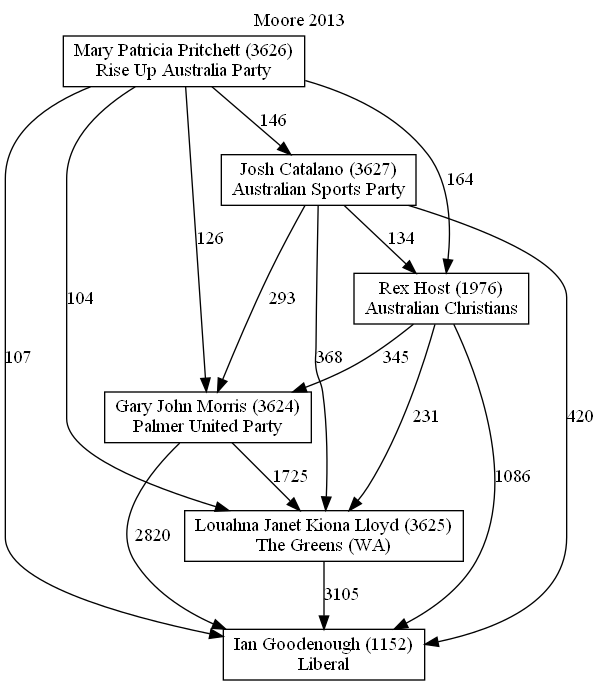 Moore 2013
Mary Patricia Pritchett (3626)
Rise Up Australia Party
146
Josh Catalano (3627)
Australian Sports Party
164
126
134
Rex Host (1976)
Australian Christians
104
293
107
368
345
420
Gary John Morris (3624)
Palmer United Party
231
1725
1086
Louahna Janet Kiona Lloyd (3625)
The Greens (WA)
2820
3105
Ian Goodenough (1152)
Liberal